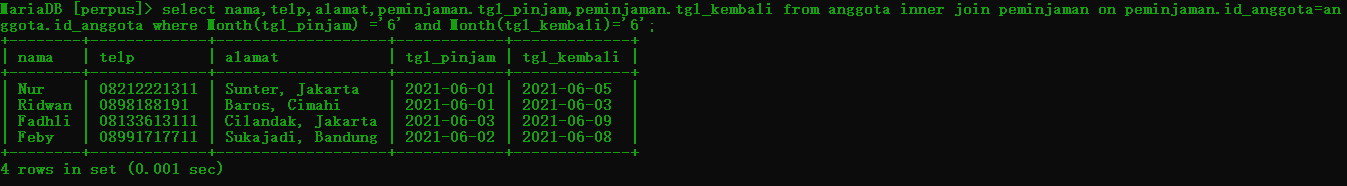 MariaDB [perpus]> select nama,telp,alamat,peminjaman.tgl_pinjam,peminjaman.tgl_kembali from anggota inner join peminjaman on peminjaman.id_anggota=an
ggota.id_anggota where Month(tgl_pinjam) ='6' and Month(tgl_kembali)='6';
+--------+-------------+-------------------+------------+-------------+
| nama   | telp        | alamat            | tgl_pinjam | tgl_kembali |
+--------+-------------+-------------------+------------+-------------+
| Nur    | 08212221311 | Sunter, Jakarta   | 2021-06-01 | 2021-06-05  |
| Ridwan | 0898188191  | Baros, Cimahi     | 2021-06-01 | 2021-06-03  |
| Fadhli | 08133613111 | Cilandak, Jakarta | 2021-06-03 | 2021-06-09  |
| Feby   | 08991717711 | Sukajadi, Bandung | 2021-06-02 | 2021-06-08  |
+--------+-------------+-------------------+------------+-------------+
4 rows in set (0.001 sec)